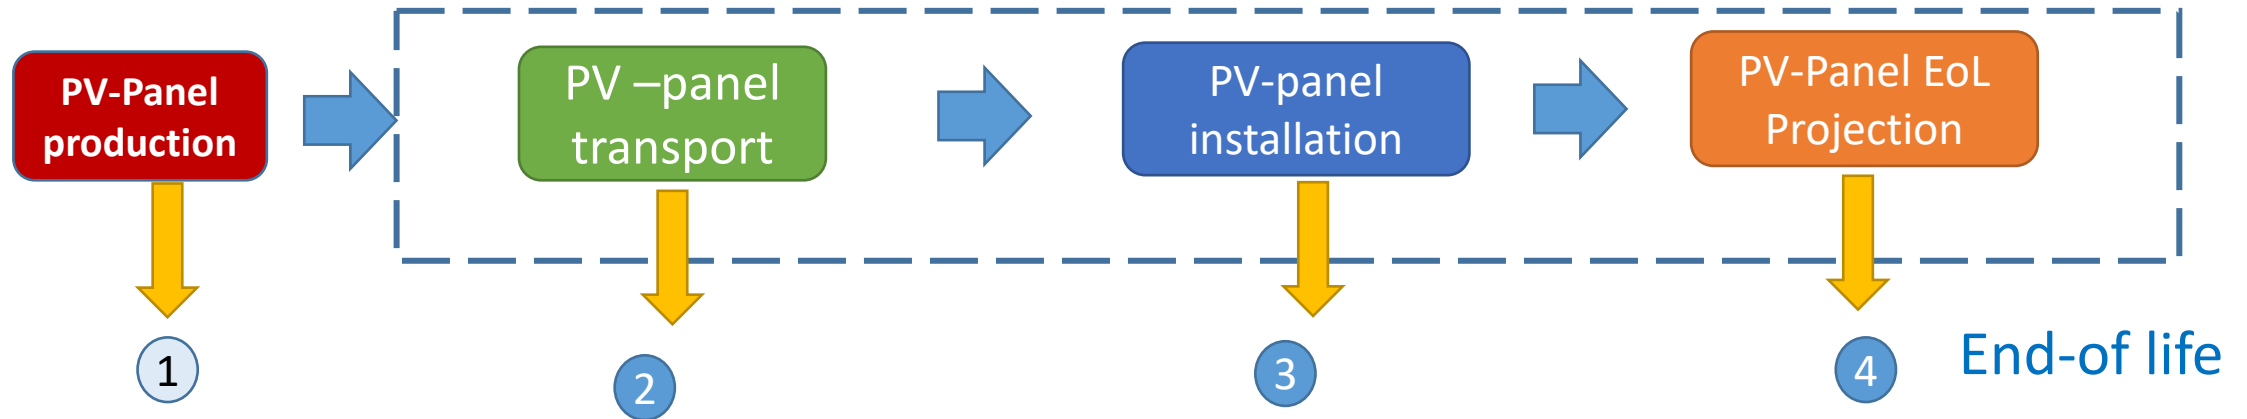 PV-Panel
production
PV –panel
transport
PV-panel
installation
PV-Panel EoL
Projection
1
2
3
4
End-of life